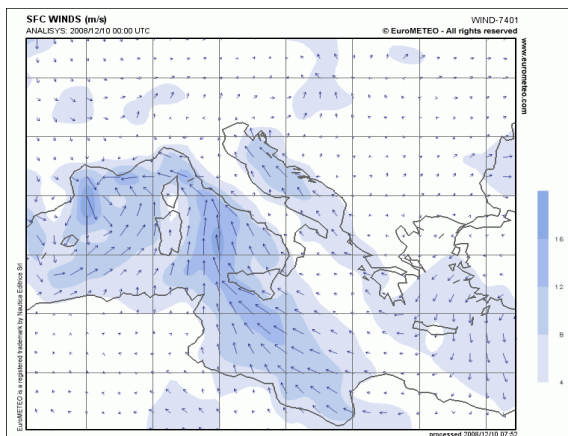 SFC WINDS (m/s)
WIND-7401
ANALISYS: 2008/12/10 00:00 UTC
© EuroMETEO - All rights reserved
www.eurometeo.com
16
12
8
4
EuroMETEO is a registered trademark by Nautica Editrice Srl
processed 2008/12/10 07:52